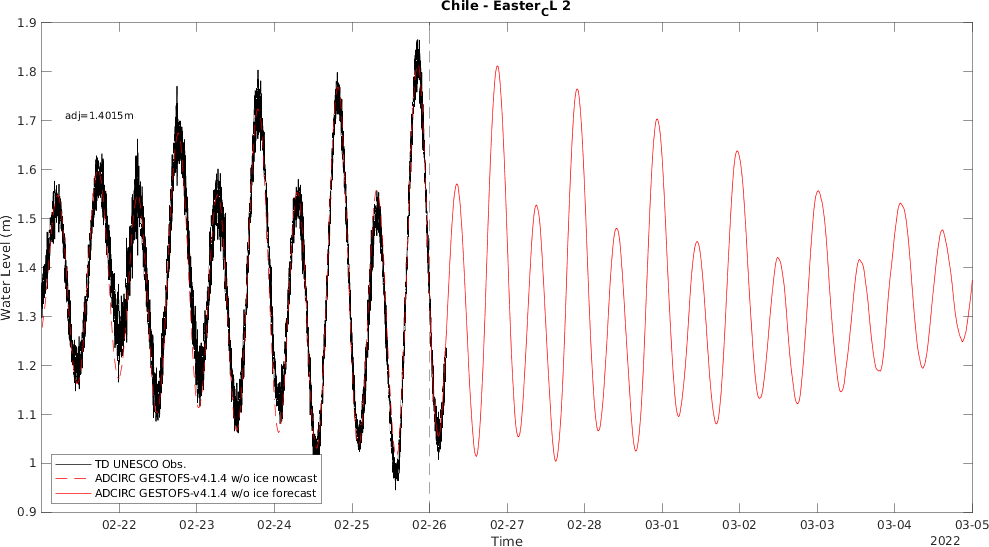 Chile - Easter_CL 2
1.9
1.8
1.7
1.6
1.5
1.4
1.3
1.2
1.1
1
0.9
Water Level (m)
adj=1.4015m
TD UNESCO Obs.
ADCIRC GESTOFS-v4.1.4 w/o ice nowcast
ADCIRC GESTOFS-v4.1.4 w/o ice forecast
02-22 02-23 02-24 02-25 02-26 02-27 02-28 03-01 03-02 03-03 03-04 03-05
Time
2022